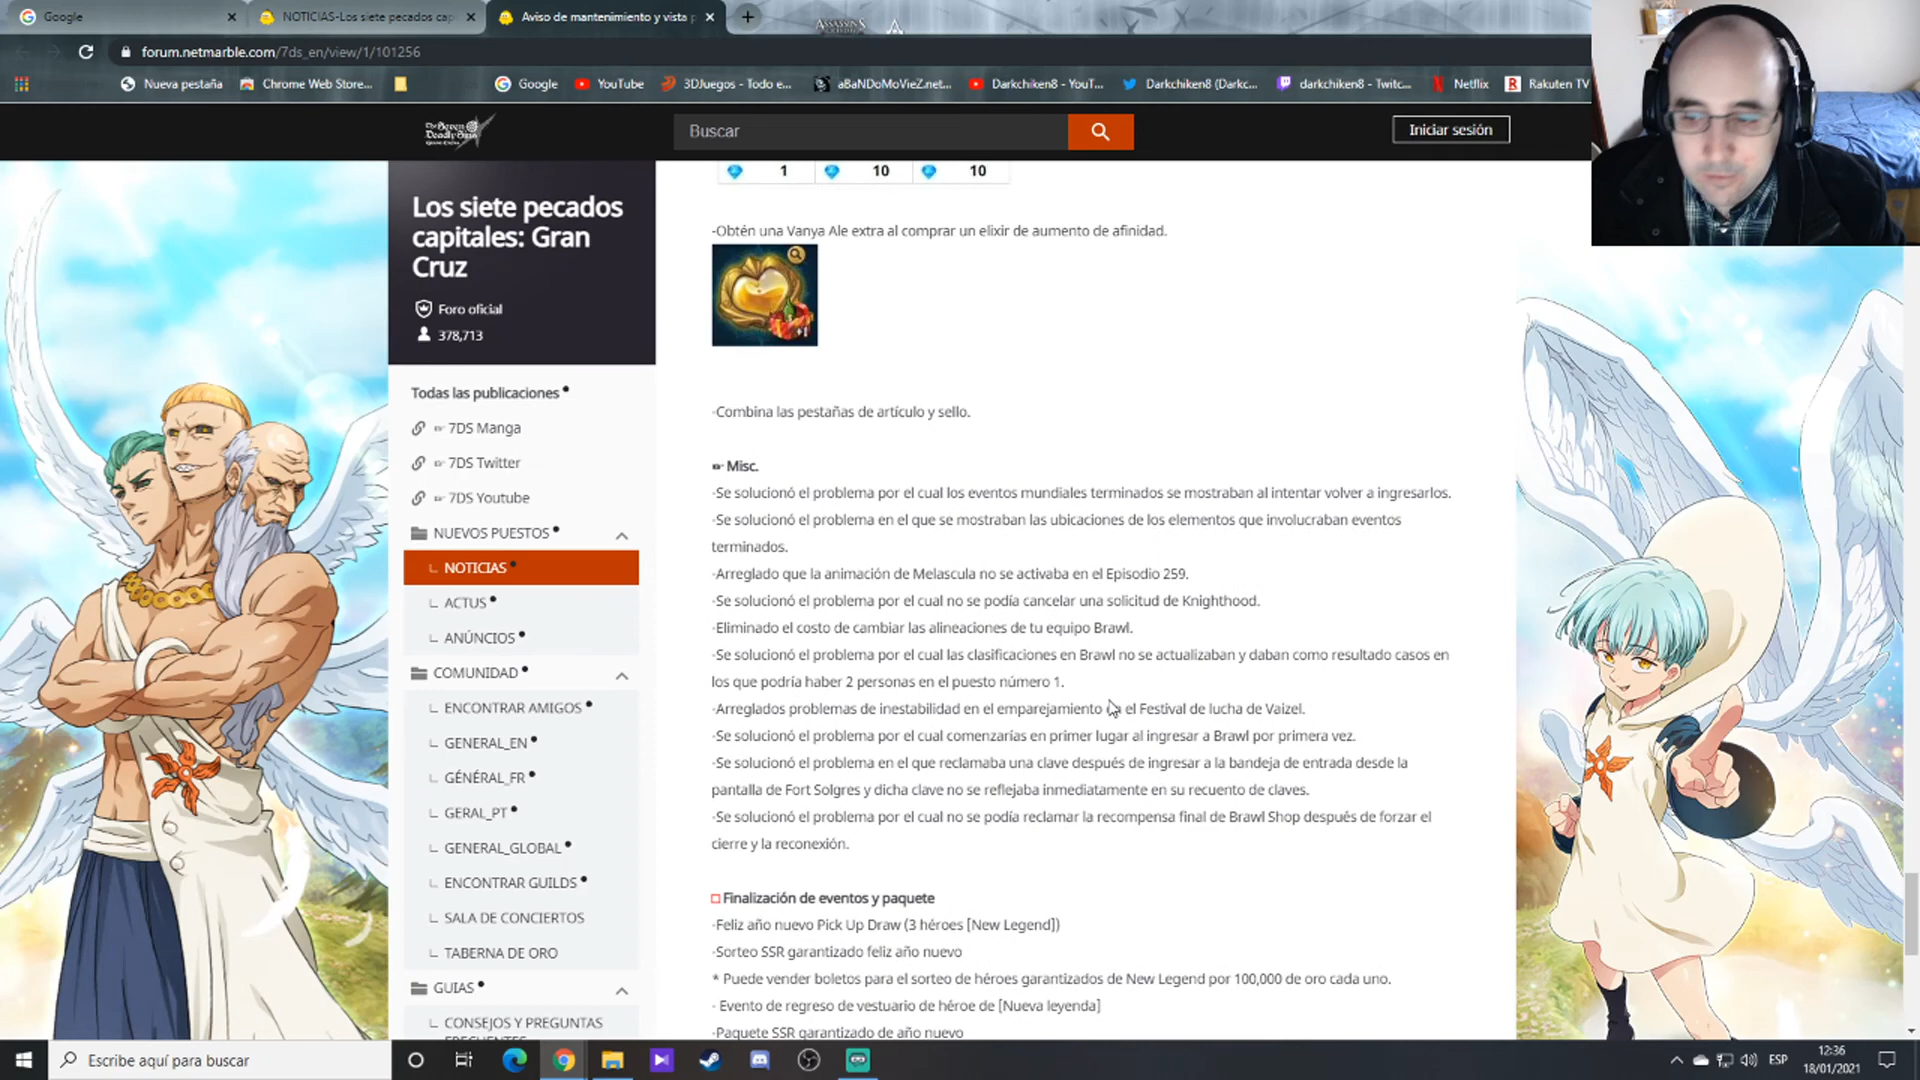 Google
NOTICIAS-Los siete pecados cap
Aviso de mantenimiento y vista p
ASSASSIN'S
forum.netmarble.com/7ds_en/view/1/101256
Nueva pestaña
Chrome Web Store...
Google
YouTube
3DJuegos - Todo e...
aBaNDoMoVieZ.net...
Darkchiken8 - YouT...
Darkchiken8 (Darkc...
darkchiken8 - Twitc...
Netflix
Rakuten TV
The Seven
Deadly Sins
Buscar
Iniciar sesión
Los siete pecados
capitales: Gran
Cruz
Foro oficial
378,713
Todas las publicaciones
7DS Manga
7DS Twitter
7DS Youtube
NUEVOS PUESTOS
NOTICIAS
ACTUS
ANÚNCIOS
COMUNIDAD
ENCONTRAR AMIGOS
GENERAL_EN
GÉNÉRAL_FR
GERAL_PT
GENERAL_GLOBAL
ENCONTRAR GUILDS
SALA DE CONCIERTOS
TABERNA DE ORO
GUIAS
CONSEJOS Y PREGUNTAS
1 10 10
-Obtén una Vanya Ale extra al comprar un elixir de aumento de afinidad.
+1
-Combina las pestañas de artículo y sello.
Misc.
-Se solucionó el problema por el cual los eventos mundiales terminados se mostraban al intentar volver a ingresarlos.
-Se solucionó el problema en el que se mostraban las ubicaciones de los elementos que involucraban eventos
terminados.
-Arreglado que la animación de Melascula no se activaba en el Episodio 259.
-Se solucionó el problema por el cual no se podía cancelar una solicitud de Knighthood.
-Eliminado el costo de cambiar las alineaciones de tu equipo Brawl.
-Se solucionó el problema por el cual las clasificaciones en Brawl no se actualizaban y daban como resultado casos en
los que podría haber 2 personas en el puesto número 1.
-Arreglados problemas de inestabilidad en el emparejamiento en el Festival de lucha de Vaizel.
-Se solucionó el problema por el cual comenzarías en primer lugar al ingresar a Brawl por primera vez.
-Se solucionó el problema en el que reclamaba una clave después de ingresar a la bandeja de entrada desde la
pantalla de Fort Solgres y dicha clave no se reflejaba inmediatamente en su recuento de claves.
-Se solucionó el problema por el cual no se podía reclamar la recompensa final de Brawl Shop después de forzar el
cierre y la reconexión.
Finalización de eventos y paquete
-Feliz año nuevo Pick Up Draw (3 héroes [New Legend])
-Sorteo SSR garantizado feliz año nuevo
* Puede vender boletos para el sorteo de héroes garantizados de New Legend por 100,000 de oro cada uno.
- Evento de regreso de vestuario de héroe de [Nueva leyenda]
-Paquete SSR garantizado de año nuevo
Escribe aquí para buscar
ESP
12:36
18/01/2021